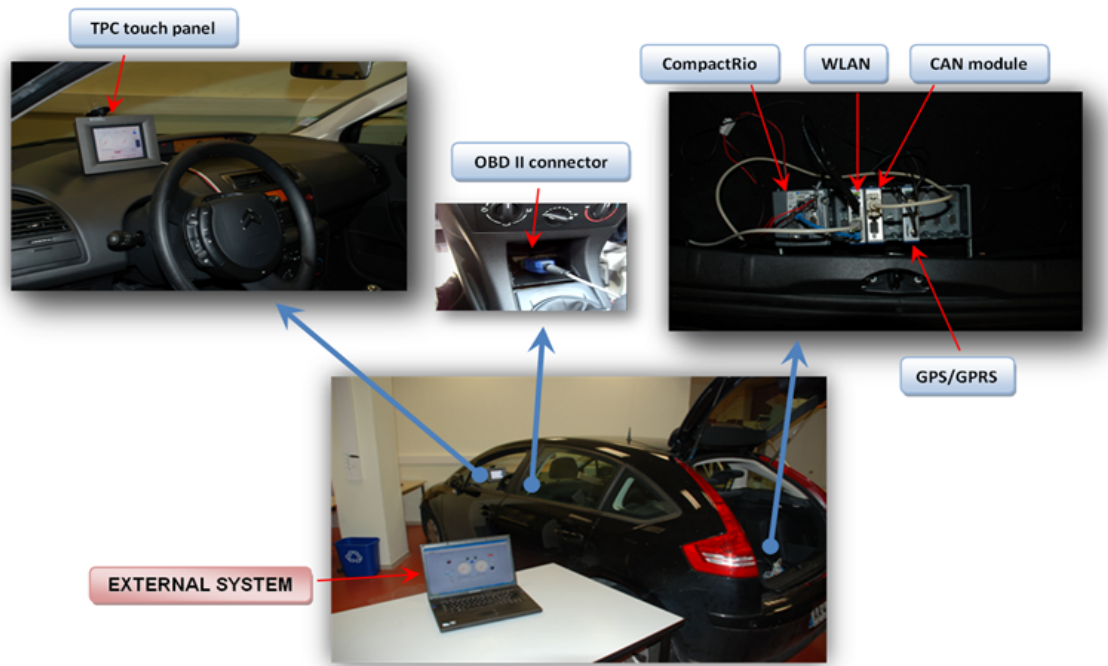 TPC touch panel
CompactRio
WLAN
CAN module
OBD II connector
GPS/GPRS
EXTERNAL SYSTEM